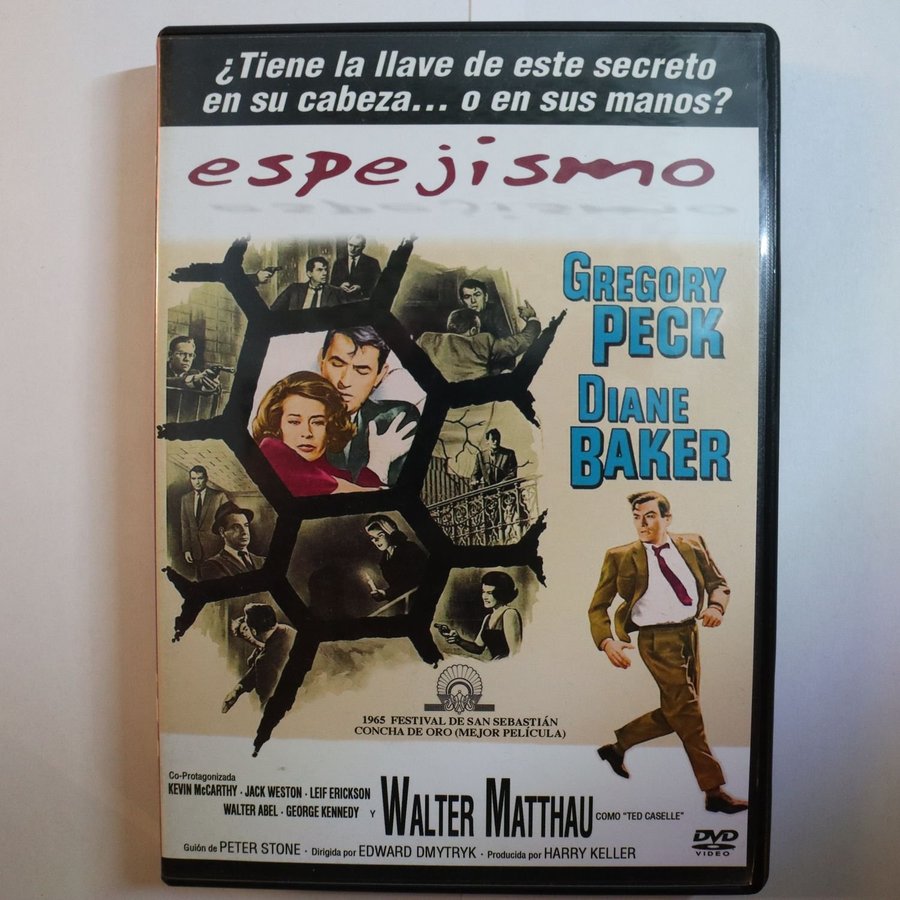 ¿Tiene la llave de este secreto
en su cabeza... o en sus manos?
espejismo
GREGORY
PECK
DIANE
BAKER
1965 FESTIVAL DE SAN SEBASTIÁN
CONCHA DE ORO (MEJOR PELÍCULA)
Co-Protagonizada
KEVIN McCARTHY · JACK WESTON · LEIF ERICKSON
WALTER ABEL · GEORGE KENNEDY Y WALTER MATTHAU COMO "TED CASELLE"
Guión de PETER STONE · Dirigida por EDWARD DMYTRYK · Producida por HARRY KELLER
DVD
VIDEO